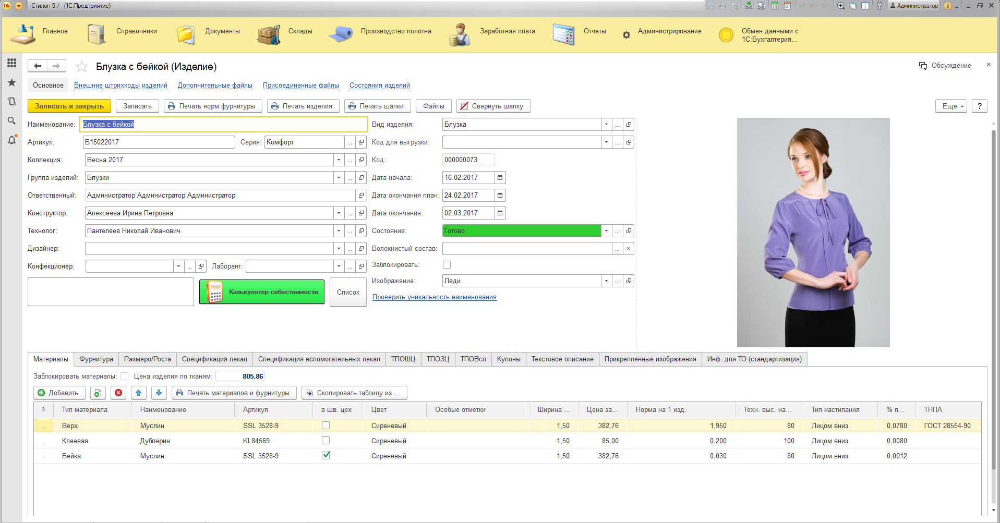 Стилон 5 / (1С:Предприятие)
M M+ M- Администратор
Главное Справочники Документы Склады Производство полотна Заработная плата Отчеты Администрирование Обмен данными с 1С:Бухгалтерия...
Блузка с бейкой (Изделие)
Обсуждение
Основное Внешние штрихкоды изделий Дополнительные файлы Присоединенные файлы Состояния изделий
Записать и закрыть Записать Печать норм фурнитуры Печать изделия Печать шапки Файлы Свернуть шапку Еще ?
Наименование: Блузка с бейкой Вид изделия: Блузка
Артикул: Б15022017 Серия: Комфорт Код для выгрузки:
Коллекция: Весна 2017 Код: 000000073
Группа изделий: Блузки Дата начала: 16.02.2017
Ответственный: Администратор Администратор Администратор Дата окончания план: 24.02.2017
Конструктор: Алексеева Ирина Петровна Дата окончания: 02.03.2017
Технолог: Пантелеев Николай Иванович Состояние: Готово
Дизайнер: Волокнистый состав:
Конфекционер: Лаборант: Заблокировать:
Изображение: Леди
100$ Калькулятор себестоимости Список
Проверить уникальность наименования
Материалы Фурнитура Размеро/Роста Спецификация лекал Спецификация вспомогательных лекал ТПОШЦ ТПОЗЦ ТПОВсп Купоны Текстовое описание Прикрепленные изображения Инф. для ТО (стандартизация)
Заблокировать материалы: Цена изделия по тканям: 805,86
Добавить Печать материалов и фурнитуры Скопировать таблицу из ...
Тип материала Наименование Артикул в шв. цех Цвет Особые отметки Ширина ... Цена за... Норма на 1 изд. Техн. выс. на... Тип настилания % п... ТНПА
Верх Муслин SSL 3528-9 Сиреневый 1,50 382,76 1,950 80 Лицом вниз 0,0780 ГОСТ 28554-90
Клеевая Дублерин KL84569 Сиреневый 1,50 85,00 0,200 100 Лицом вниз 0,0080
Бейка Муслин SSL 3528-9 Сиреневый 1,50 382,76 0,030 80 Лицом вниз 0,0012